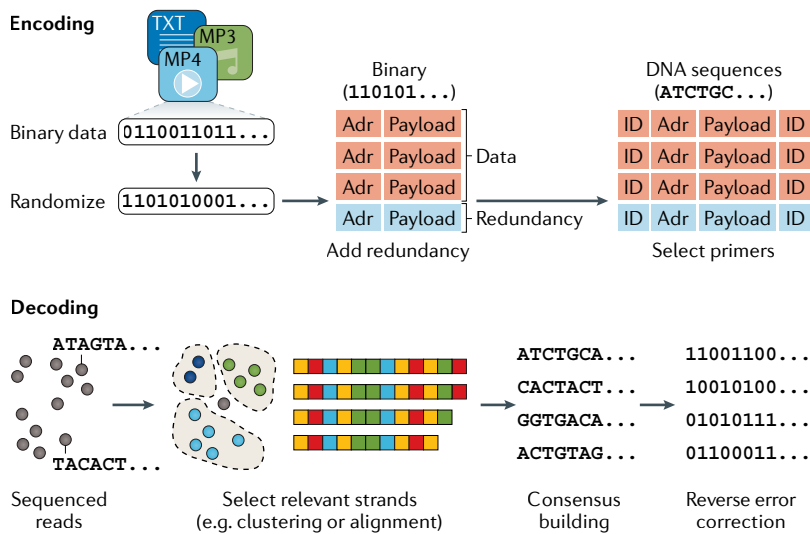 Encoding
TXT
MP3
MP4
Binary data
0110011011...
Randomize
1101010001...
Binary
(110101...)
Adr Payload
Adr Payload
Adr Payload
Adr Payload
Data
Redundancy
Add redundancy
DNA sequences
(ATCTGC...)
ID Adr Payload ID
ID Adr Payload ID
ID Adr Payload ID
ID Adr Payload ID
Select primers
Decoding
ATAGTA...
TACACT...
Sequenced
reads
Select relevant strands
(e.g. clustering or alignment)
ATCTGCA...
CACTACT...
GGTGACA...
ACTGTAG...
Consensus
building
11001100...
10010100...
01010111...
01100011...
Reverse error
correction